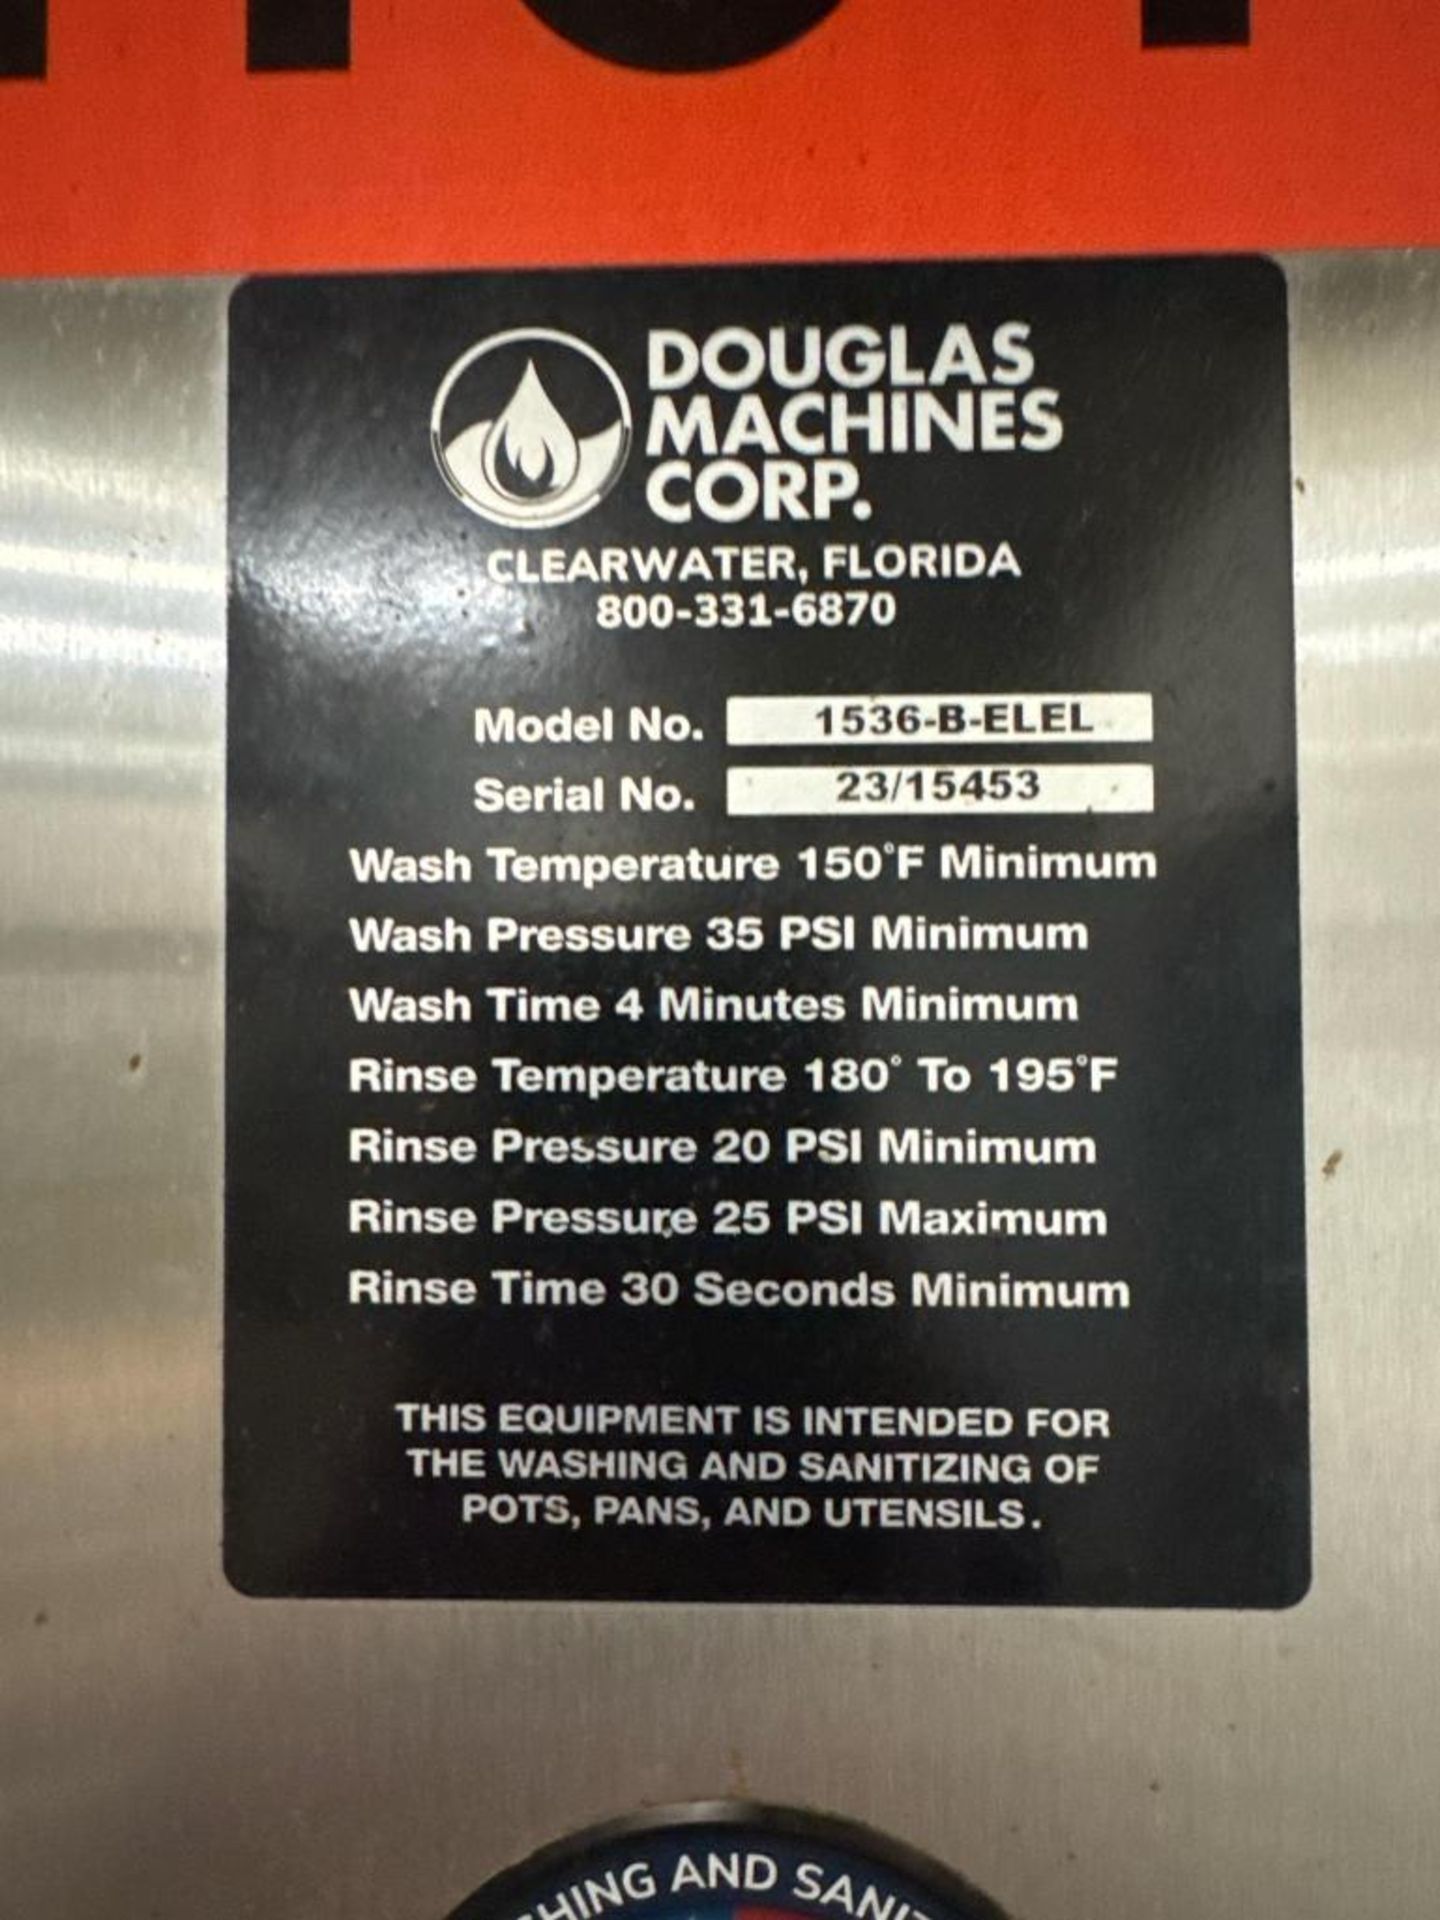 DOUGLAS
MACHINES
CORP.
CLEARWATER, FLORIDA
800-331-6870
Model No. 1536-B-ELEL
Serial No. 23/15453
Wash Temperature 150°F Minimum
Wash Pressure 35 PSI Minimum
Wash Time 4 Minutes Minimum
Rinse Temperature 180° To 195°F
Rinse Pressure 20 PSI Minimum
Rinse Pressure 25 PSI Maximum
Rinse Time 30 Seconds Minimum
THIS EQUIPMENT IS INTENDED FOR
THE WASHING AND SANITIZING OF
POTS, PANS, AND UTENSILS.
AND